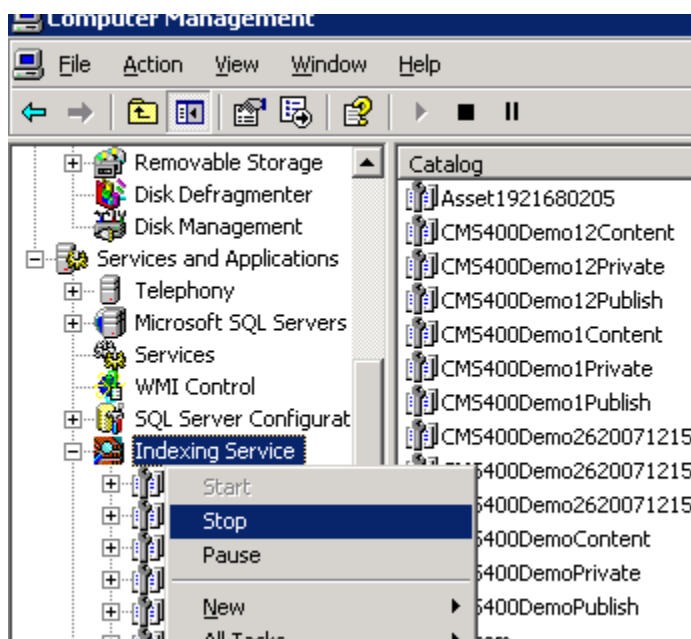 Computer Management
File Action View Window Help
Removable Storage
Disk Defragmenter
Disk Management
Services and Applications
Telephony
Microsoft SQL Servers
Services
WMI Control
SQL Server Configurat
Indexing Service
Start
Stop
Pause
New
All Tasks
Catalog
Asset1921680205
CMS400Demo12Content
CMS400Demo12Private
CMS400Demo12Publish
CMS400Demo1Content
CMS400Demo1Private
CMS400Demo1Publish
CMS400Demo2620071215
5400Demo2620071215
5400Demo2620071215
5400DemoContent
5400DemoPrivate
5400DemoPublish